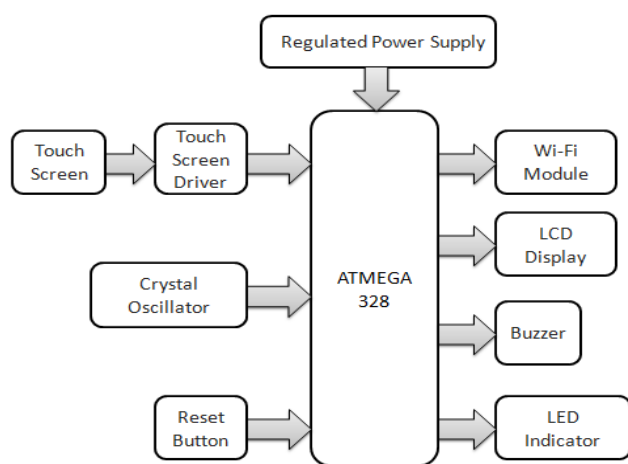 Regulated Power Supply
Touch
Screen
Touch
Screen
Driver
Wi-Fi
Module
LCD
Display
Crystal
Oscillator
ATMEGA
328
Buzzer
Reset
Button
LED
Indicator